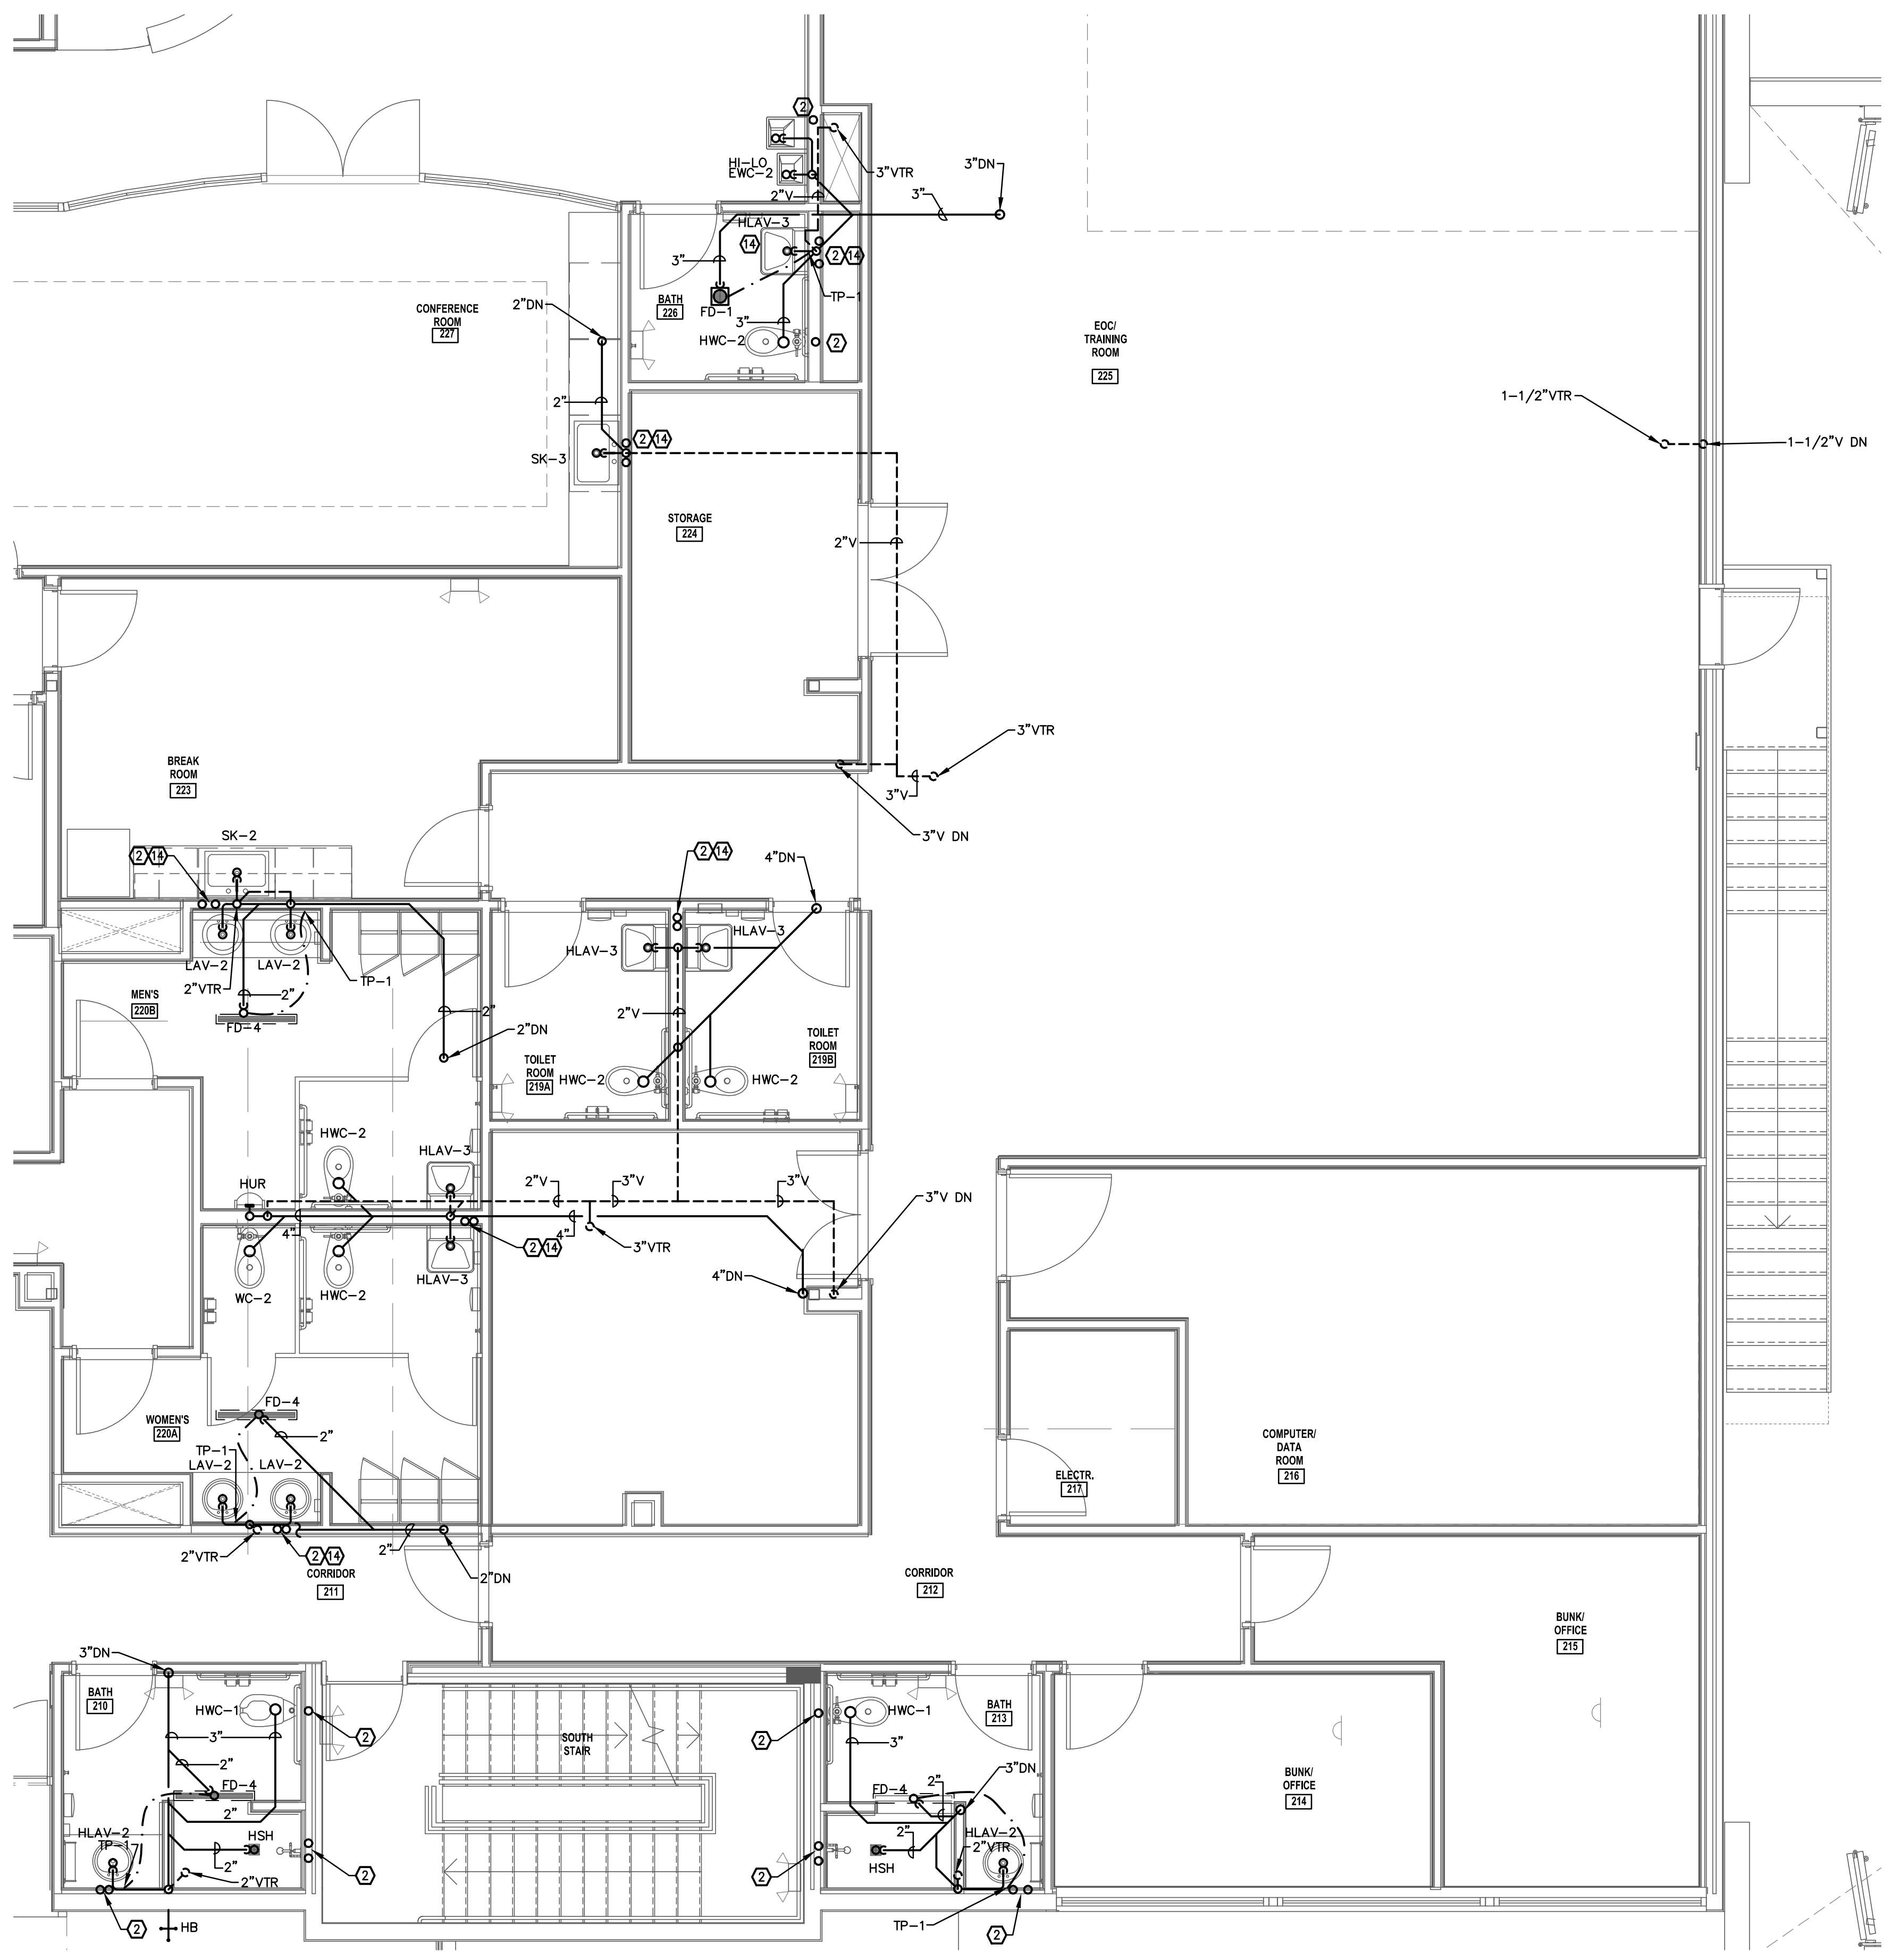 2
HI-LO
EWC-2
3"VTR
3"DN
2"V
3"
HLAV-3
14
2 14
3"
TP-1
BATH
226
FD-1
3"
HWC-2
2
CONFERENCE
ROOM
227
2"DN
2"
2 14
SK-3
EOC/
TRAINING
ROOM
225
1-1/2"VTR
1-1/2"V DN
STORAGE
224
2"V
3"VTR
3"V
3"V DN
BREAK
ROOM
223
SK-2
2 14
2 14
4"DN
LAV-2
LAV-2
2"VTR
TP-1
HLAV-3
HLAV-3
MEN'S
220B
2"
FD-4
2"
2"DN
2"V
TOILET
ROOM
219A
HWC-2
HWC-2
TOILET
ROOM
219B
HWC-2
HLAV-3
HUR
2"V
3"V
3"V
3"V DN
4"
4"
2 14
3"VTR
WC-2
HWC-2
HLAV-3
4"DN
FD-4
WOMEN'S
220A
2"
TP-1
LAV-2
LAV-2
2"VTR
2 14
2"
2"DN
CORRIDOR
211
ELECTR.
217
COMPUTER/
DATA
ROOM
216
CORRIDOR
212
BUNK/
OFFICE
215
3"DN
BATH
210
HWC-1
2
3"
2"
FD-4
2"
HLAV-2
TP-1
HSH
2"
2"VTR
2
2
HB
SOUTH
STAIR
2
HWC-1
BATH
213
3"
3"DN
FD-4
2"
2"
HLAV-2
2"VTR
HSH
2
TP-1
2
BUNK/
OFFICE
214